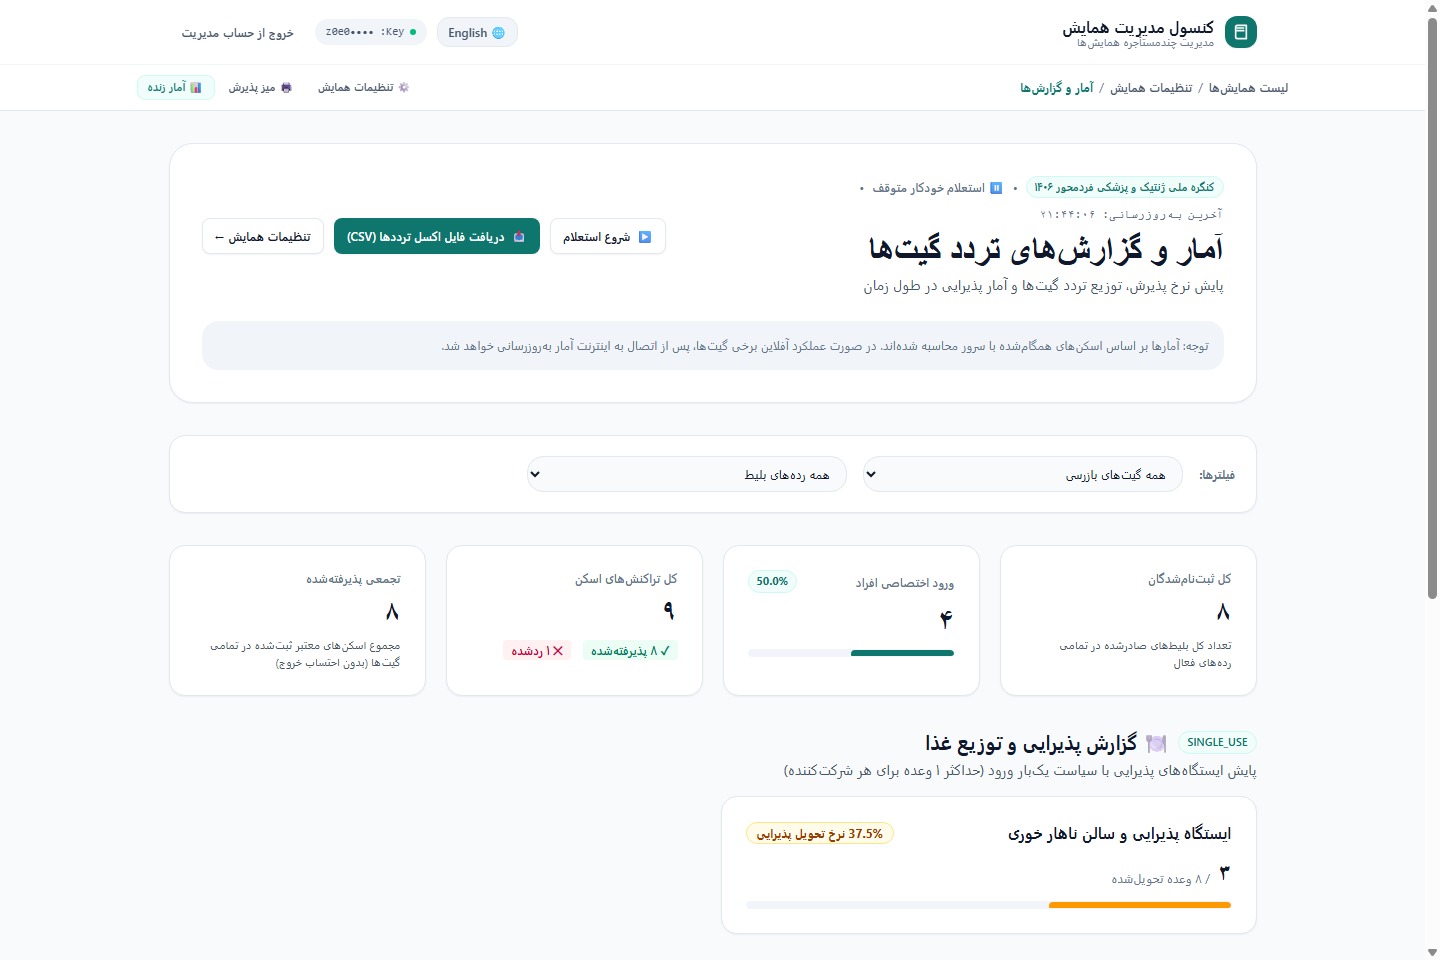 کنسول مدیریت همایش
مدیریت چندمستأجره همایش‌ها
English
Key: ••••z0e0
خروج از حساب مدیریت
لیست همایش‌ها / تنظیمات همایش / آمار و گزارش‌ها
تنظیمات همایش
میز پذیرش
آمار زنده
کنگره ملی ژنتیک و پزشکی فردمحور ۱۴۰۶ • استعلام خودکار متوقف •
آخرین به‌روزرسانی: ۲۱:۴۴:۰۶
آمار و گزارش‌های تردد گیت‌ها
پایش نرخ پذیرش، توزیع تردد گیت‌ها و آمار پذیرایی در طول زمان
شروع استعلام
دریافت فایل اکسل ترددها (CSV)
تنظیمات همایش ←
توجه: آمارها بر اساس اسکن‌های همگام‌شده با سرور محاسبه شده‌اند. در صورت عملکرد آفلاین برخی گیت‌ها، پس از اتصال به اینترنت آمار به‌روزرسانی خواهد شد.
فیلترها:
همه گیت‌های بازرسی
همه رده‌های بلیط
کل ثبت‌نام‌شدگان
۸
تعداد کل بلیط‌های صادرشده در تمامی
رده‌های فعال
ورود اختصاصی افراد
50.0%
۴
کل تراکنش‌های اسکن
۹
✓ ۸ پذیرفته‌شده
✕ ۱ ردشده
تجمعی پذیرفته‌شده
۸
مجموع اسکن‌های معتبر ثبت‌شده در تمامی
گیت‌ها (بدون احتساب خروج)
SINGLE_USE
گزارش پذیرایی و توزیع غذا
پایش ایستگاه‌های پذیرایی با سیاست یک‌بار ورود (حداکثر ۱ وعده برای هر شرکت‌کننده)
ایستگاه پذیرایی و سالن ناهار خوری
37.5% نرخ تحویل پذیرایی
۳ / ۸ وعده تحویل‌شده